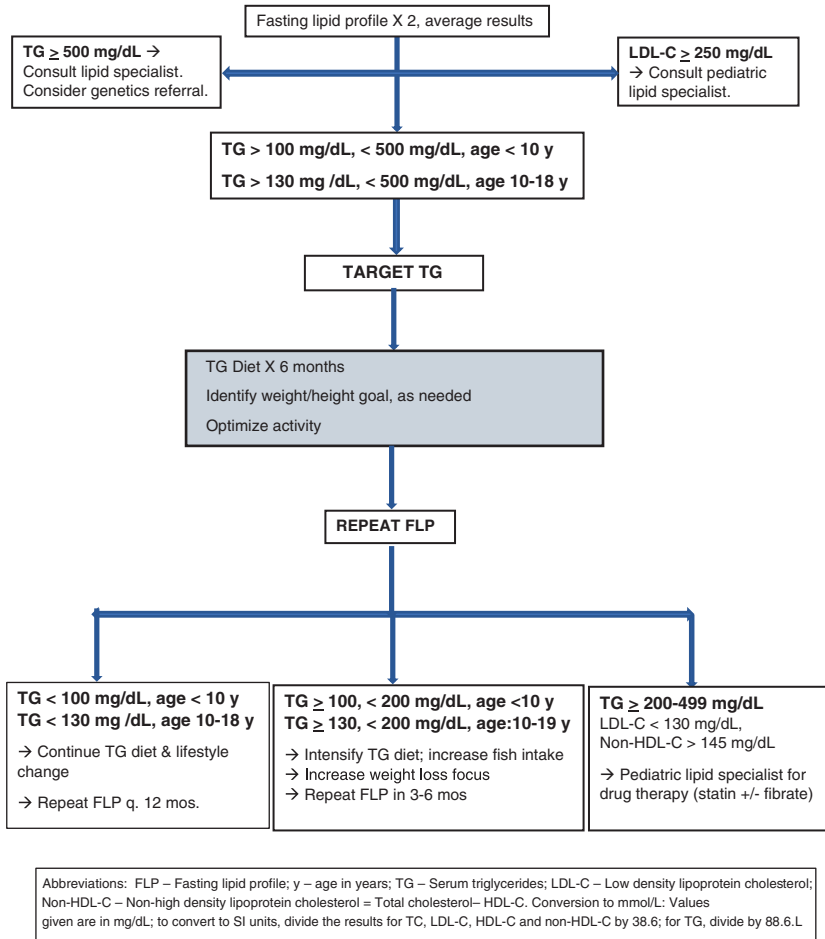 Fasting lipid profile X 2, average results
TG ≥ 500 mg/dL →
Consult lipid specialist.
Consider genetics referral.
LDL-C ≥ 250 mg/dL
→ Consult pediatric
lipid specialist.
TG > 100 mg/dL, < 500 mg/dL, age < 10 y
TG > 130 mg /dL, < 500 mg/dL, age 10-18 y
TARGET TG
TG Diet X 6 months
Identify weight/height goal, as needed
Optimize activity
REPEAT FLP
TG < 100 mg/dL, age < 10 y
TG < 130 mg /dL, age 10-18 y
→ Continue TG diet & lifestyle
change
→ Repeat FLP q. 12 mos.
TG ≥ 100, < 200 mg/dL, age <10 y
TG ≥ 130, < 200 mg/dL, age:10-19 y
→ Intensify TG diet; increase fish intake
→ Increase weight loss focus
→ Repeat FLP in 3-6 mos
TG ≥ 200-499 mg/dL
LDL-C < 130 mg/dL,
Non-HDL-C > 145 mg/dL
→ Pediatric lipid specialist for
drug therapy (statin +/- fibrate)
Abbreviations: FLP – Fasting lipid profile; y – age in years; TG – Serum triglycerides; LDL-C – Low density lipoprotein cholesterol;
Non-HDL-C – Non-high density lipoprotein cholesterol = Total cholesterol– HDL-C. Conversion to mmol/L: Values
given are in mg/dL; to convert to SI units, divide the results for TC, LDL-C, HDL-C and non-HDL-C by 38.6; for TG, divide by 88.6.L